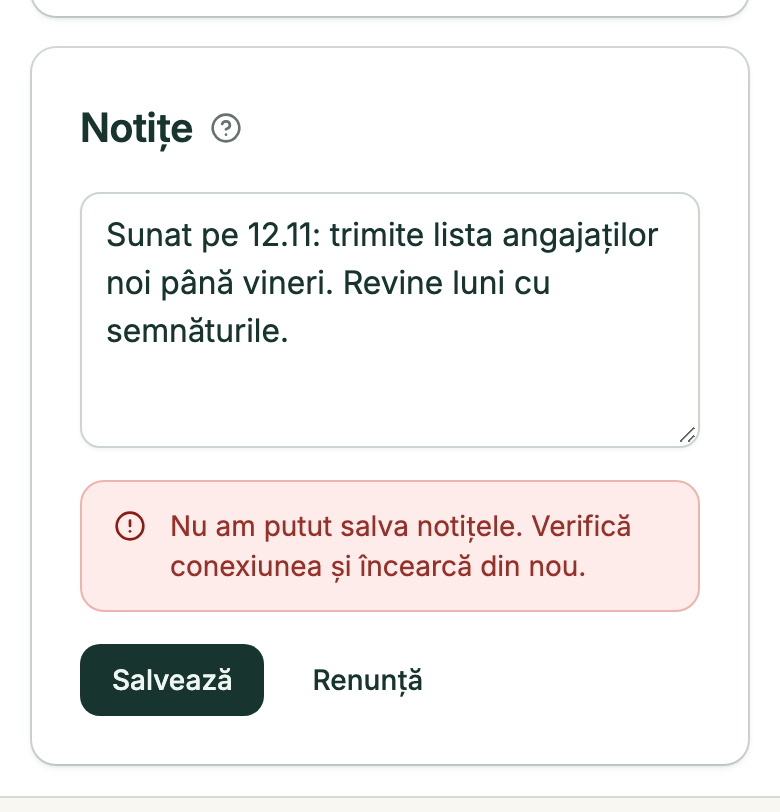 Notițe
Sunat pe 12.11: trimite lista angajaților
noi până vineri. Revine luni cu
semnăturile.
Nu am putut salva notițele. Verifică
conexiunea și încearcă din nou.
Salvează
Renunță